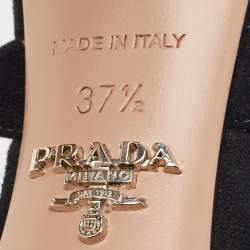 MADE IN ITALY
37½
PRADA
MILANO
DAL 1913